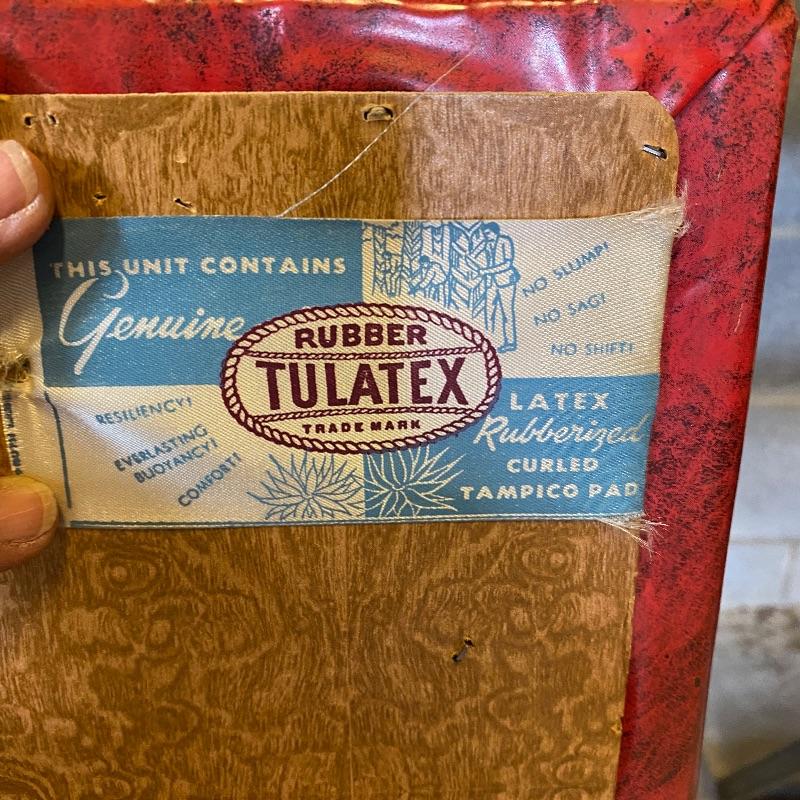 THIS UNIT CONTAINS
Genuine
RUBBER
TULATEX
TRADE MARK
NO SLUMP!
NO SAG!
NO SHIFT!
RESILIENCY!
EVERLASTING
BUOYANCY!
COMFORT!
LATEX
Rubberized
CURLED
TAMPICO PAD